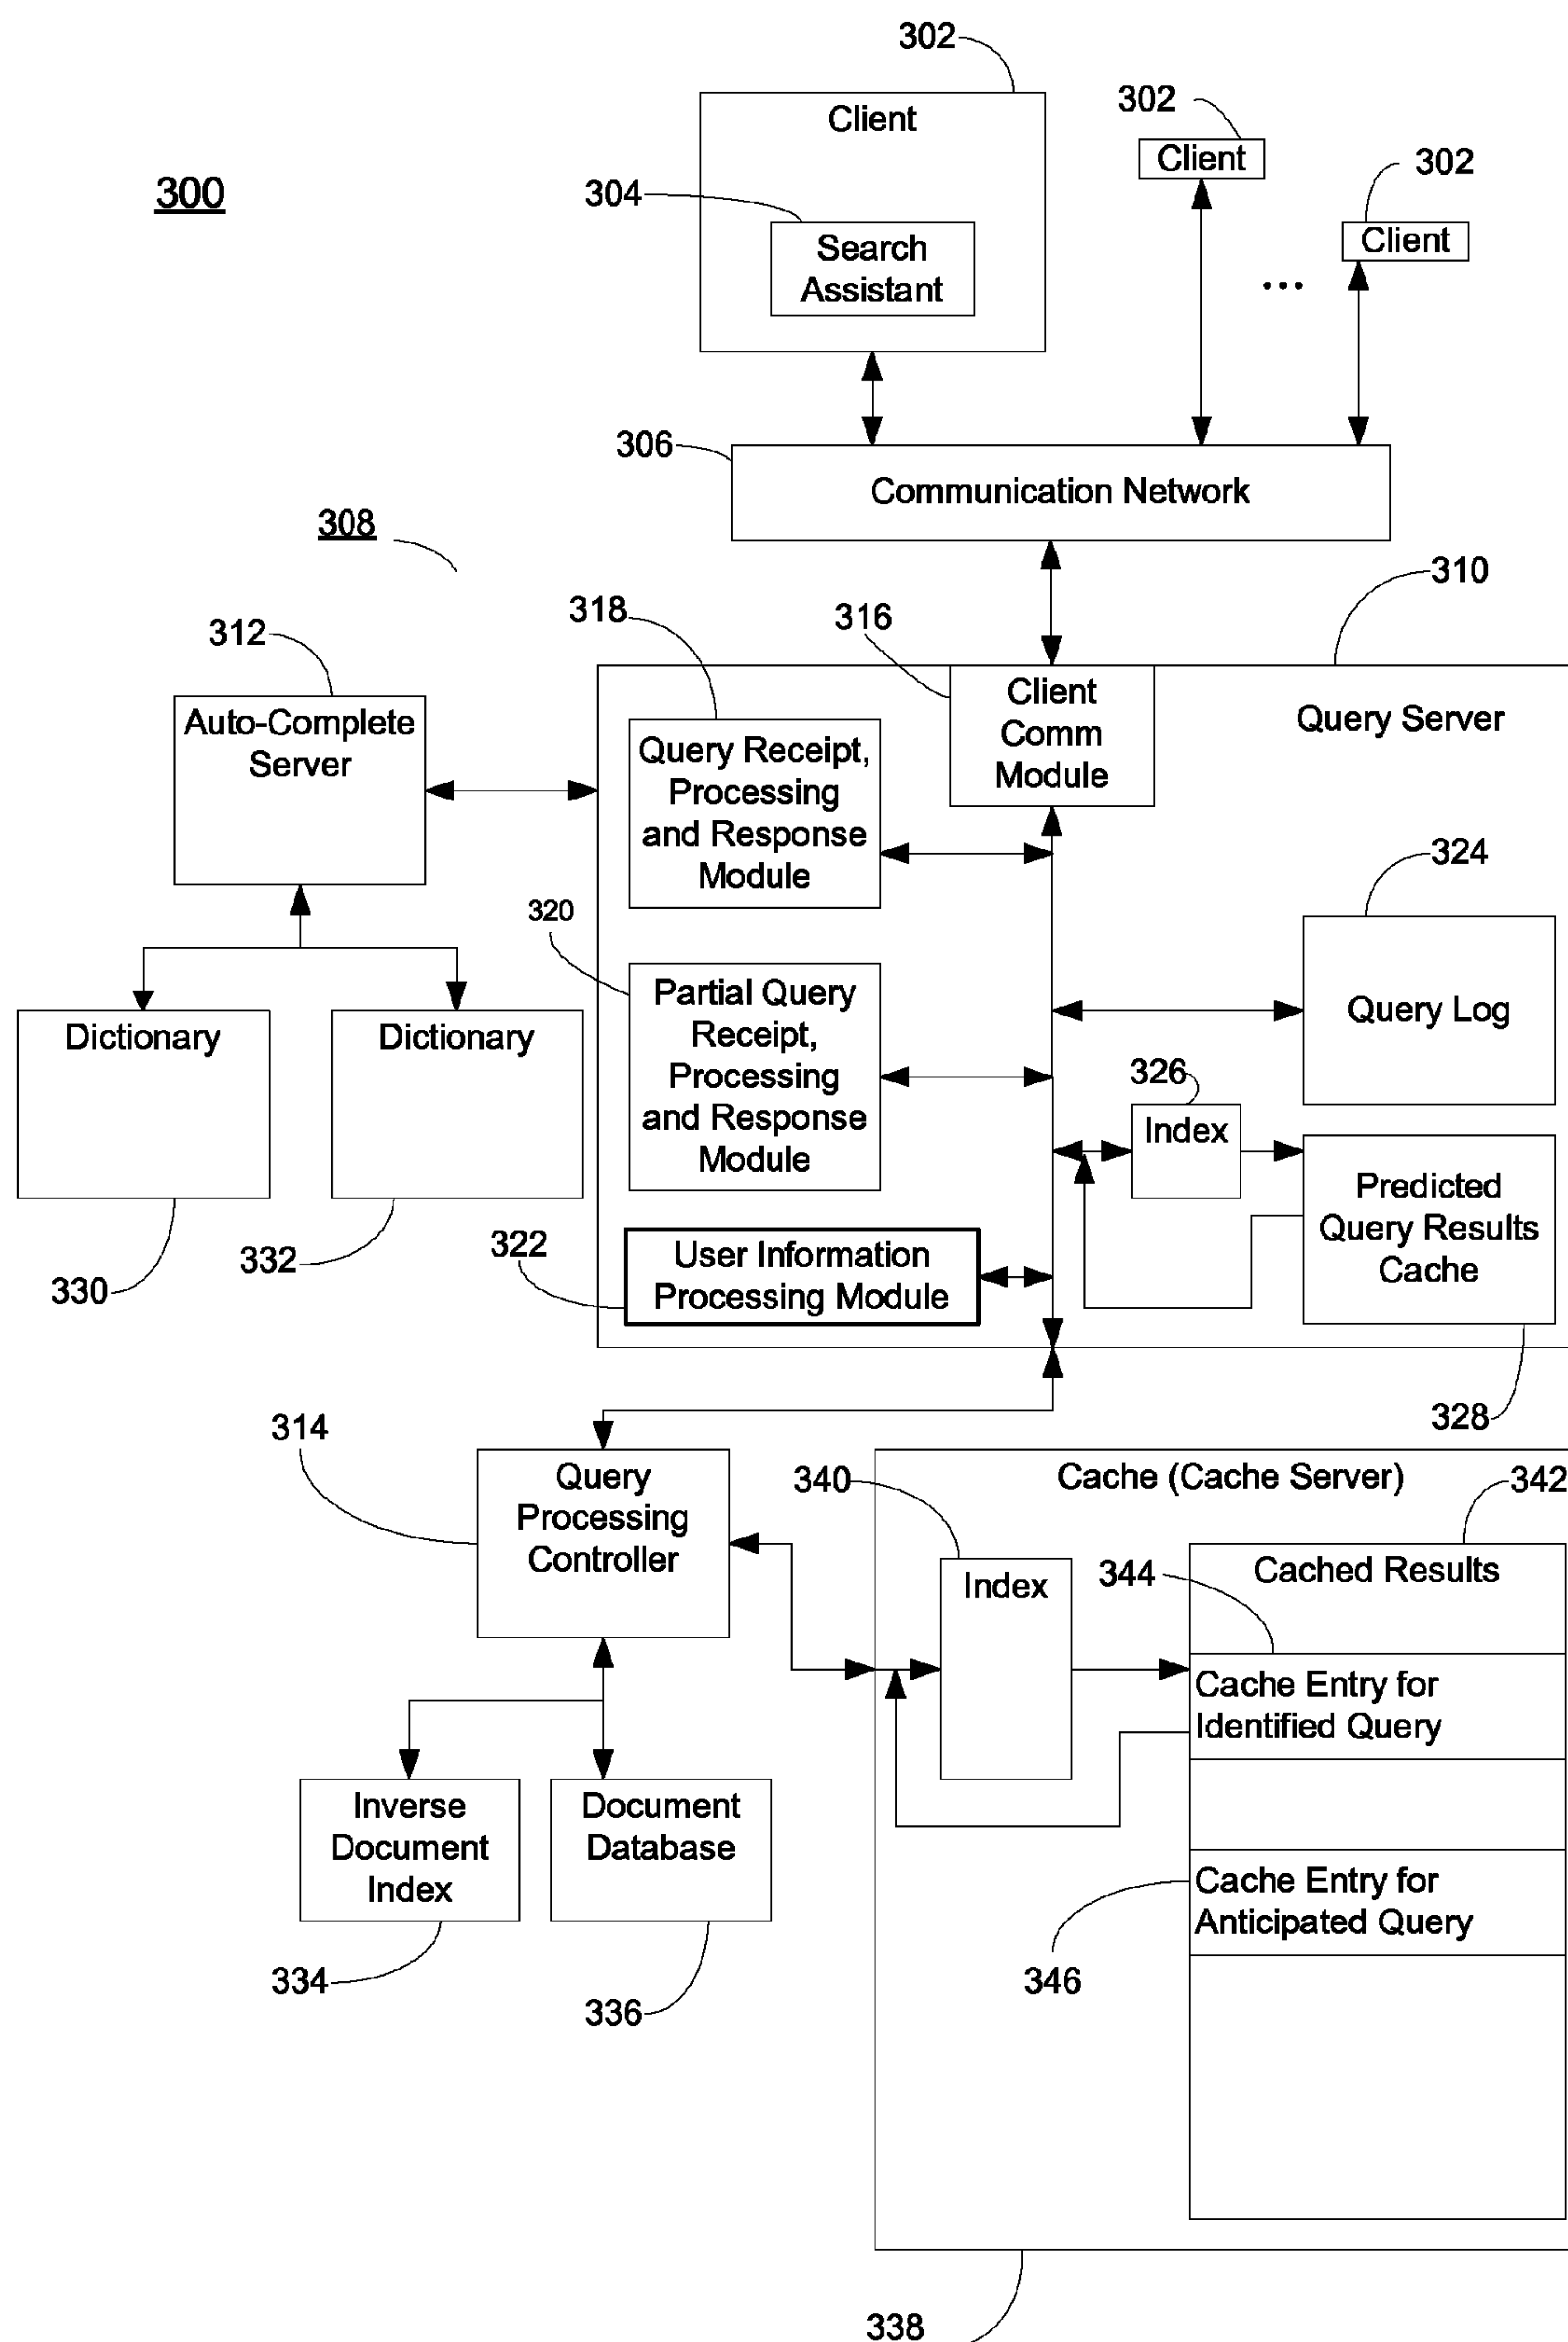 302
Client
302
Client
302
Client
300
304
Search
Assistant
...
306
Communication Network
308
310
312
318
316
Auto-Complete
Server
Client
Comm
Module
Query Server
Query Receipt,
Processing
and Response
Module
324
320
Query Log
Partial Query
Receipt,
Processing
and Response
Module
Dictionary
Dictionary
326
Index
Predicted
Query Results
Cache
330
332
322
User Information
Processing Module
328
314
Query
Processing
Controller
340
Cache (Cache Server)
342
Index
344
Cached Results
Cache Entry for
Identified Query
Inverse
Document
Index
Document
Database
Cache Entry for
Anticipated Query
334
336
346
338